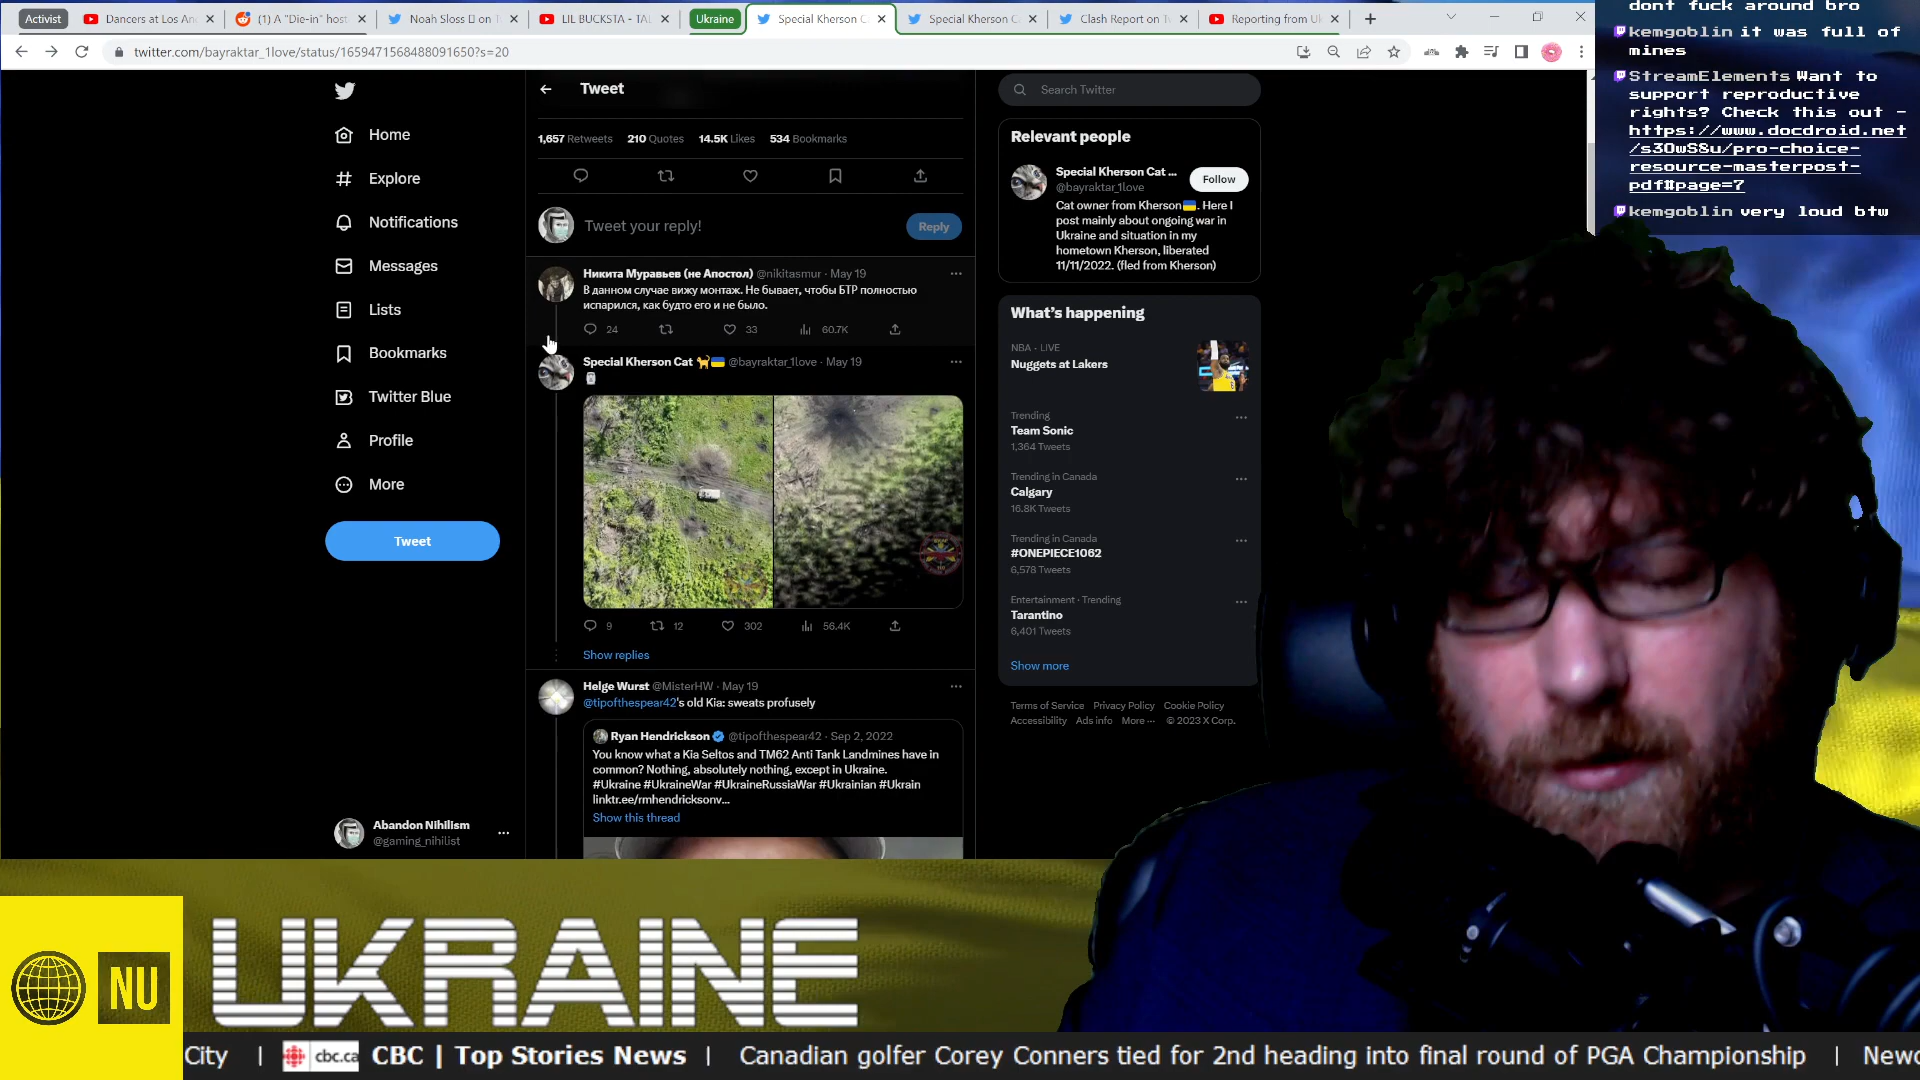 Activist
Dancers at Los An
(1) A "Die-in" host
Noah Sloss
on T
LIL BUCKSTA - TA
Ukraine
Special Kherson C
Special Kherson C
Clash Report on Tw
Reporting from U
twitter.com/bayraktar_1love/status/1659471568488091650?s=20
Tweet
Search Twitter
1,657 Retweets 210 Quotes 14.5K Likes 534 Bookmarks
Home
Explore
Notifications
Messages
Lists
Bookmarks
Twitter Blue
Profile
More
Tweet
Abandon Nihilism
@gaming_nihilist
Tweet your reply!
Reply
Никита Муравьев (не Апостол) @nikitasmur · May 19
В данном случае вижу монтаж. Не бывает, чтобы БТР полностью
испарился, как будто его и не было.
24
33
60.7K
Special Kherson Cat @bayraktar_1love · May 19
9
12
302
56.4K
Show replies
Helge Wurst @MisterHW · May 19
@tipofthespear42's old Kia: sweats profusely
Ryan Hendrickson @tipofthespear42 · Sep 2, 2022
You know what a Kia Seltos and TM62 Anti Tank Landmines have in
common? Nothing, absolutely nothing, except in Ukraine.
#Ukraine #UkraineWar #UkraineRussiaWar #Ukrainian #Ukrain
linktr.ee/rmhendricksonv...
Show this thread
Relevant people
Special Kherson Cat ...
@bayraktar_1love
Follow
Cat owner from Kherson. Here I
post mainly about ongoing war in
Ukraine and situation in my
hometown Kherson, liberated
11/11/2022. (fled from Kherson)
What's happening
NBA · LIVE
Nuggets at Lakers
Trending
Team Sonic
1,364 Tweets
Trending in Canada
Calgary
16.8K Tweets
Trending in Canada
#ONEPIECE1062
6,578 Tweets
Entertainment · Trending
Tarantino
6,401 Tweets
Show more
Terms of Service Privacy Policy Cookie Policy
Accessibility Ads info More ··· © 2023 X Corp.
dont fuck around bro
kemgoblin it was full of
mines
StreamElements Want to
support reproductive
rights? Check this out -
https://www.docdroid.net
/s3OwS8u/pro-choice-
resource-masterpost-
pdf#page=7
kemgoblin very loud btw
NU
UKRAINE
City | cbc.ca CBC | Top Stories News | Canadian golfer Corey Conners tied for 2nd heading into final round of PGA Championship | Newc